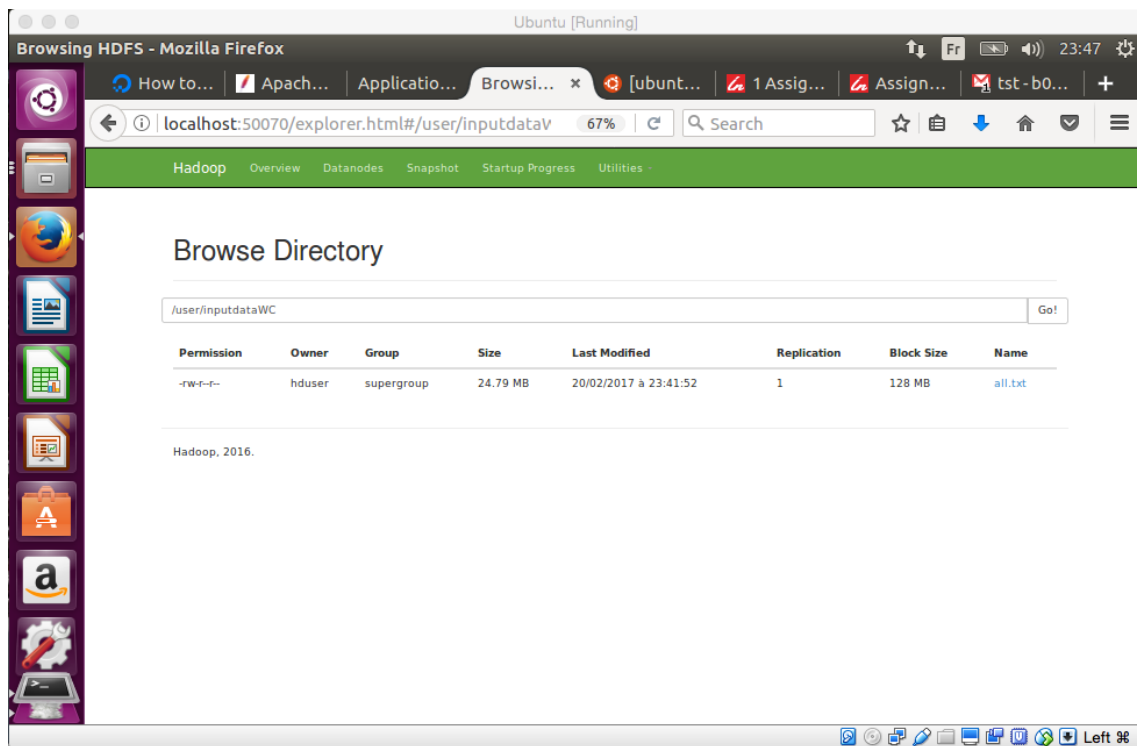 Ubuntu [Running]
Browsing HDFS - Mozilla Firefox Fr 23:47
How to... Apach... Applicatio... Browsi... × [ubunt... 1 Assig... Assign... tst - b0... +
localhost:50070/explorer.html#/user/inputdataW 67% Search
Hadoop Overview Datanodes Snapshot Startup Progress Utilities
Browse Directory
/user/inputdataWC Go!
Permission Owner Group Size Last Modified Replication Block Size Name
-rw-r--r-- hduser supergroup 24.79 MB 20/02/2017 à 23:41:52 1 128 MB all.txt
Hadoop, 2016.
Left ⌘